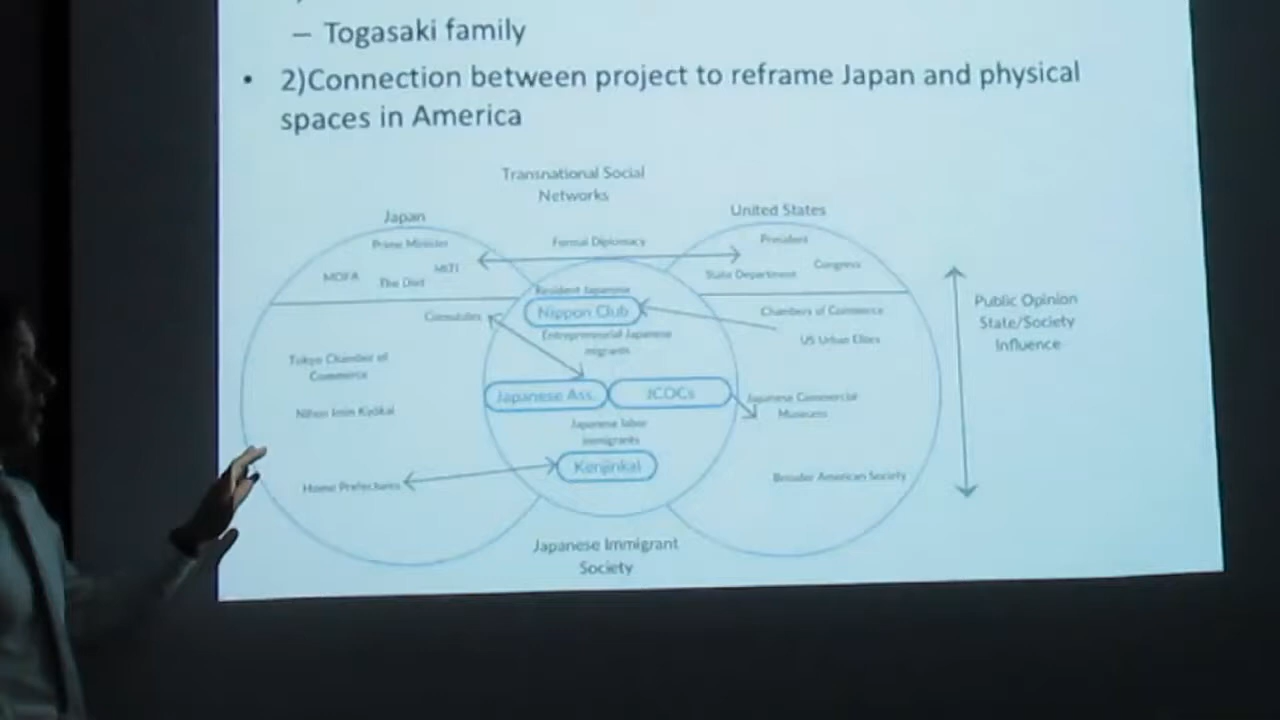 – Togasaki family
• 2)Connection between project to reframe Japan and physical
spaces in America
Transnational Social
Networks
Japan
United States
Prime Minister
Formal Diplomacy
President
MOFA
The Diet
MITI
State Department
Congress
Resident Japanese
Nippon Club
Consulates
Chambers of Commerce
Entrepreneurial Japanese
migrants
US Urban Elites
Public Opinion
State/Society
Influence
Tokyo Chamber of
Commerce
Japanese Ass.
JCOCs
Japanese Commercial
Museums
Nihon Imin Kyōkai
Japanese labor
immigrants
Kenjinkai
Home Prefectures
Broader American Society
Japanese Immigrant
Society